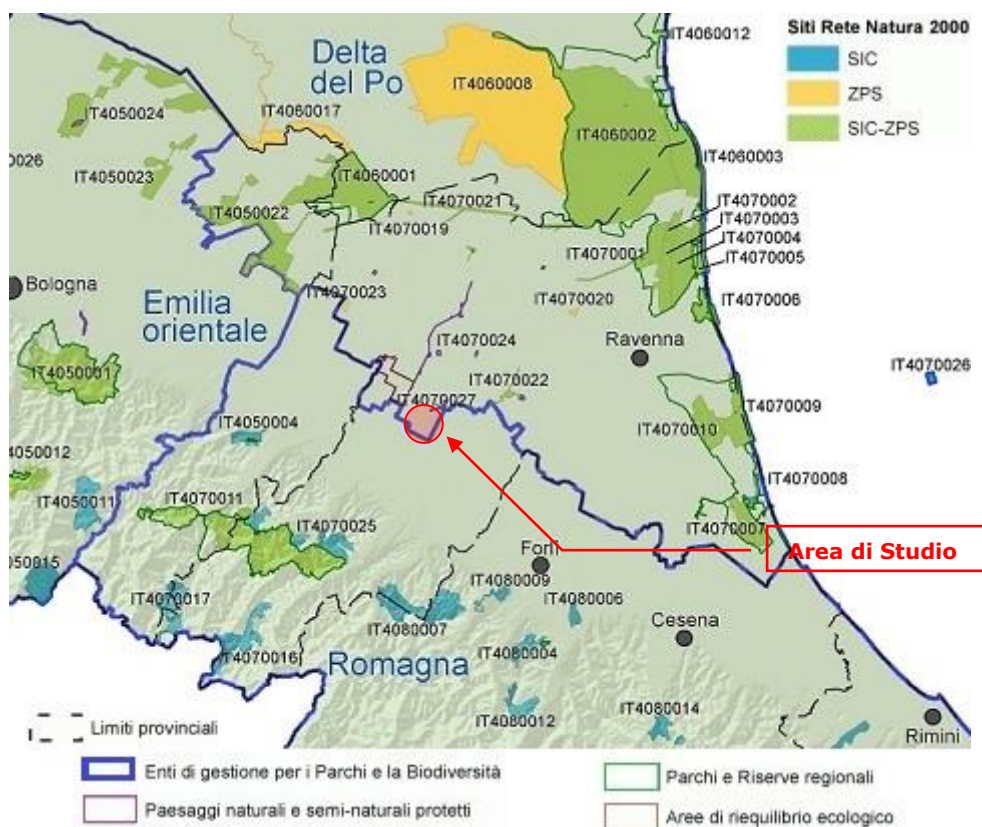 IT4060012
Siti Rete Natura 2000
SIC
ZPS
SIC-ZPS
Delta
del Po
IT4060008
IT4050024
IT4060017
IT4060002
IT4060003
IT4050023
IT4060001
IT4070021
IT4070002
IT4070003
IT4070004
IT4070005
IT4050022
IT4070019
IT4070001
IT4070006
Bologna
IT4070023
IT4070020
Emilia
orientale
IT4070024
Ravenna
IT4050001
IT4070022
IT4070026
IT4070027
IT4070009
IT4050004
IT4070010
IT4070008
IT4050011
IT4070011
IT4070025
IT4070007
Area di Studio
Forlì
IT4080009
IT4070017
IT4080006
IT4080007
Cesena
IT4080004
IT4070016
Romagna
IT4080012
IT4080014
Rimini
Limiti provinciali
Enti di gestione per i Parchi e la Biodiversità
Parchi e Riserve regionali
Paesaggi naturali e semi-naturali protetti
Aree di riequilibrio ecologico